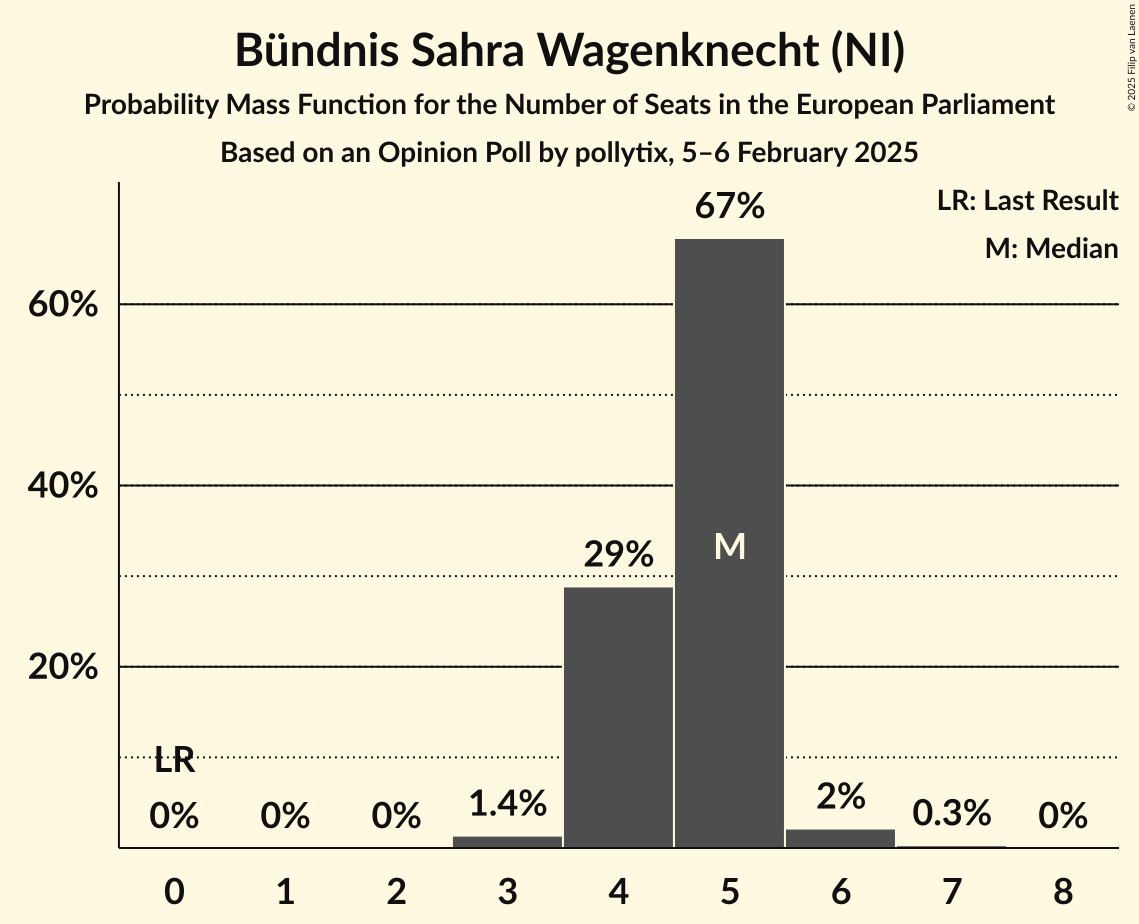 Bündnis Sahra Wagenknecht (NI)
Probability Mass Function for the Number of Seats in the European Parliament
Based on an Opinion Poll by pollytix, 5–6 February 2025
© 2025 Filip van Laenen
LR: Last Result
M: Median
67%
60%
40%
29%
M
20%
LR
0% 0% 0% 1.4% 2% 0.3% 0%
0 1 2 3 4 5 6 7 8